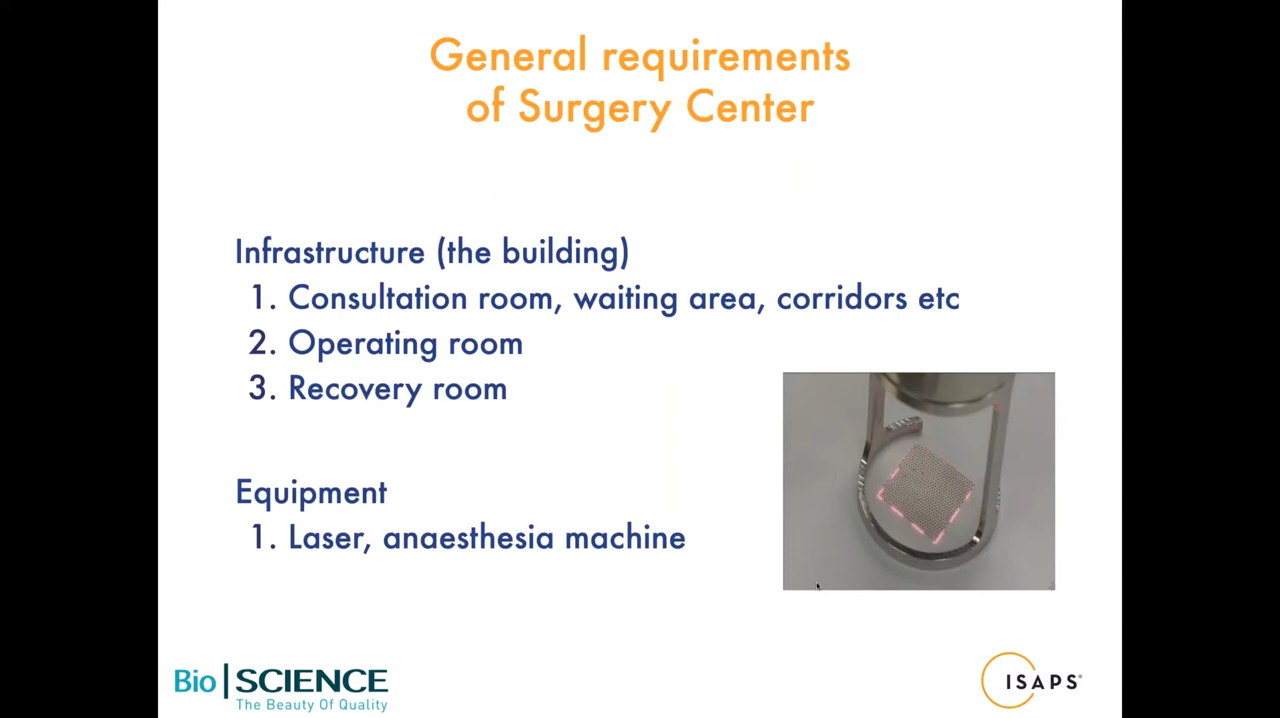 General requirements
of Surgery Center
Infrastructure (the building)
1. Consultation room, waiting area, corridors etc
2. Operating room
3. Recovery room
Equipment
1. Laser, anaesthesia machine
Bio|SCIENCE
The Beauty Of Quality
ISAPS®